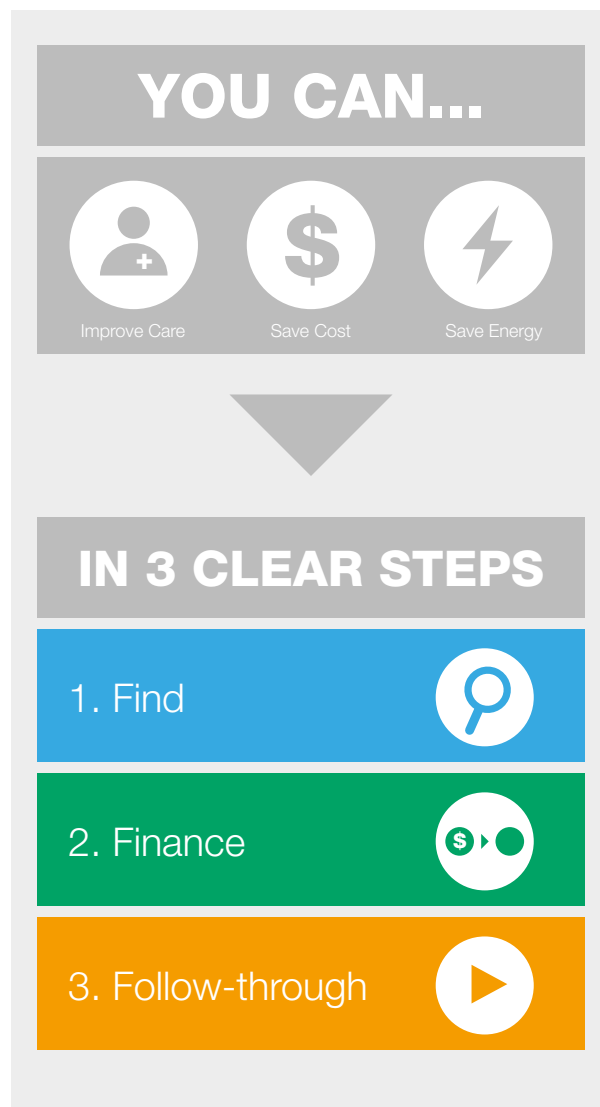 YOU CAN...
$
Improve Care
Save Cost
Save Energy
IN 3 CLEAR STEPS
1. Find
2. Finance
$
3. Follow-through